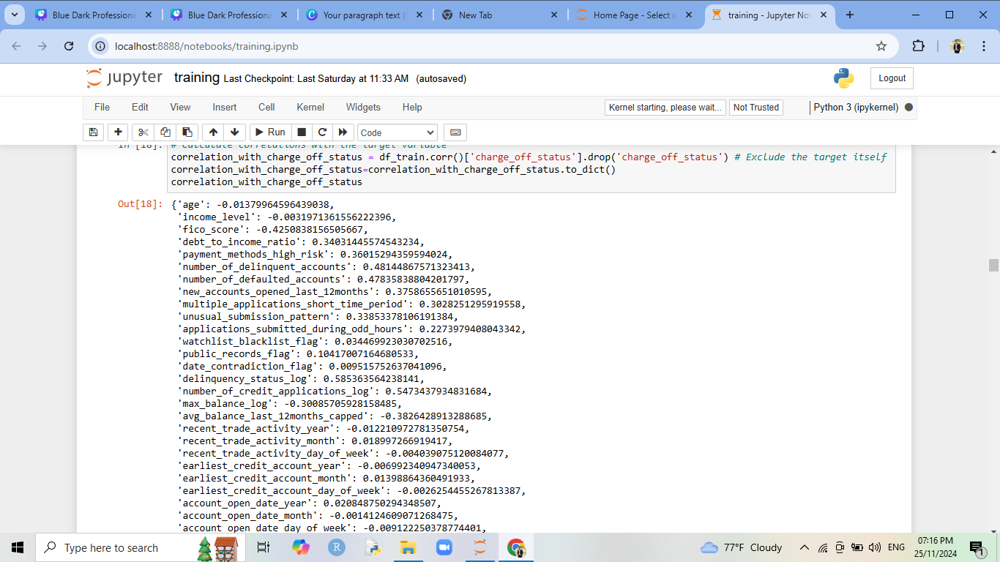 Blue Dark Professiona
Blue Dark Professiona
Your paragraph text (
New Tab
Home Page - Select o
training - Jupyter Not
localhost:8888/notebooks/training.ipynb
jupyter training Last Checkpoint: Last Saturday at 11:33 AM (autosaved)
Logout
File Edit View Insert Cell Kernel Widgets Help
Kernel starting, please wait... Not Trusted Python 3 (ipykernel)
Run Code
In [18]: # Calculate correlations with the target variable
correlation_with_charge_off_status = df_train.corr()['charge_off_status'].drop('charge_off_status') # Exclude the target itself
correlation_with_charge_off_status=correlation_with_charge_off_status.to_dict()
correlation_with_charge_off_status
Out[18]: {'age': -0.01379964596439038,
'income_level': -0.0031971361556222396,
'fico_score': -0.4250838156505667,
'debt_to_income_ratio': 0.34031445574543234,
'payment_methods_high_risk': 0.36015294359594024,
'number_of_delinquent_accounts': 0.48144867571323413,
'number_of_defaulted_accounts': 0.47835838804201797,
'new_accounts_opened_last_12months': 0.3758655651010595,
'multiple_applications_short_time_period': 0.3028251295919558,
'unusual_submission_pattern': 0.33853378106191384,
'applications_submitted_during_odd_hours': 0.2273979408043342,
'watchlist_blacklist_flag': 0.034469923030702516,
'public_records_flag': 0.10417007164680533,
'date_contradiction_flag': 0.009515752637041096,
'delinquency_status_log': 0.585363564238141,
'number_of_credit_applications_log': 0.5473437934831684,
'max_balance_log': -0.30085705928158485,
'avg_balance_last_12months_capped': -0.3826428913288685,
'recent_trade_activity_year': -0.012210972781350754,
'recent_trade_activity_month': 0.018997266919417,
'recent_trade_activity_day_of_week': -0.004039075120084077,
'earliest_credit_account_year': -0.006992340947340053,
'earliest_credit_account_month': 0.01398864360491933,
'earliest_credit_account_day_of_week': -0.0026254455267813387,
'account_open_date_year': 0.020848750294348507,
'account_open_date_month': -0.0014124609071268475,
'account_open_date_day_of_week': -0.009122250378774401,
Type here to search
R
77°F Cloudy
ENG
07:16 PM
25/11/2024
1